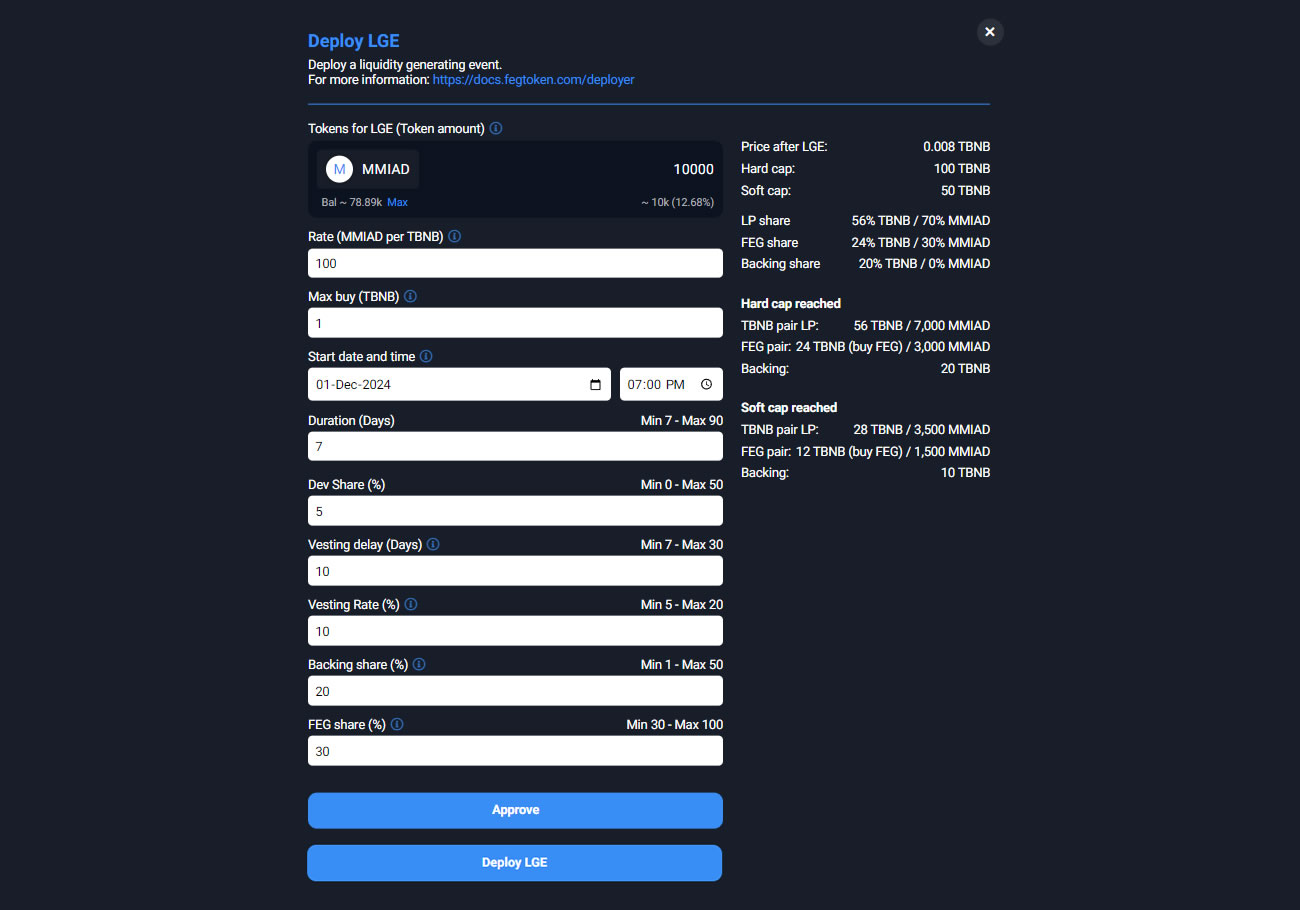 Deploy LGE
Deploy a liquidity generating event.
For more information: https://docs.fegtoken.com/deployer
Tokens for LGE (Token amount)
M MMIAD 10000
Bal ~ 78.89k Max ~ 10k (12.68%)
Rate (MMIAD per TBNB)
100
Max buy (TBNB)
1
Start date and time
01-Dec-2024 07:00 PM
Duration (Days) Min 7 - Max 90
7
Dev Share (%) Min 0 - Max 50
5
Vesting delay (Days) Min 7 - Max 30
10
Vesting Rate (%) Min 5 - Max 20
10
Backing share (%) Min 1 - Max 50
20
FEG share (%) Min 30 - Max 100
30
Approve
Deploy LGE
Price after LGE: 0.008 TBNB
Hard cap: 100 TBNB
Soft cap: 50 TBNB
LP share 56% TBNB / 70% MMIAD
FEG share 24% TBNB / 30% MMIAD
Backing share 20% TBNB / 0% MMIAD
Hard cap reached
TBNB pair LP: 56 TBNB / 7,000 MMIAD
FEG pair: 24 TBNB (buy FEG) / 3,000 MMIAD
Backing: 20 TBNB
Soft cap reached
TBNB pair LP: 28 TBNB / 3,500 MMIAD
FEG pair: 12 TBNB (buy FEG) / 1,500 MMIAD
Backing: 10 TBNB